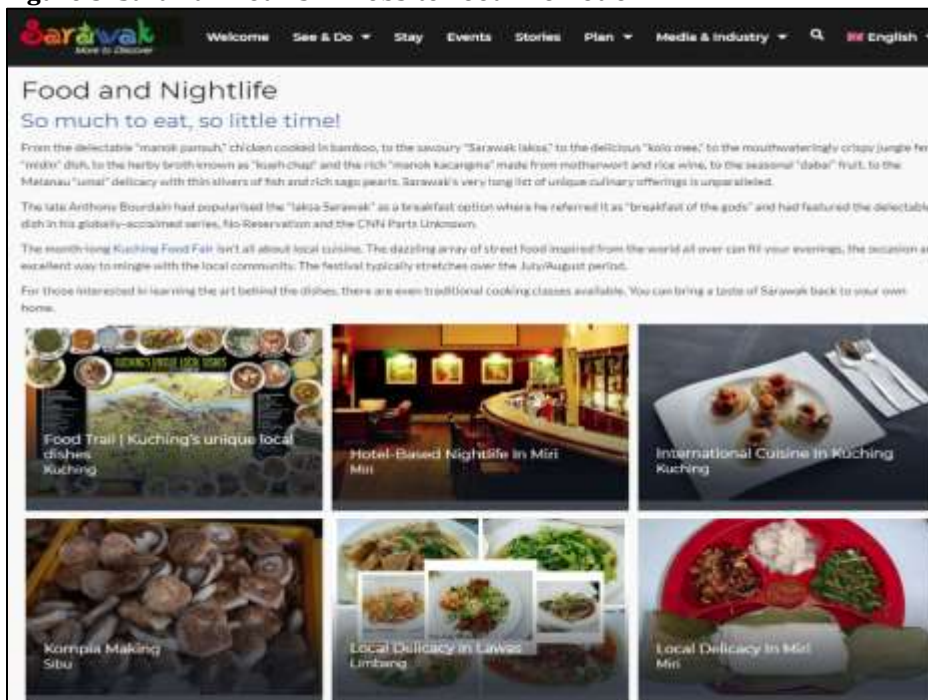 Sarawak
More to Discover
Welcome See & Do Stay Events Stories Plan Media & Industry English
Food and Nightlife
So much to eat, so little time!
From the delectable "manok pansuh," chicken cooked in bamboo, to the savoury "Sarawak laksa," to the delicious "kolo mee," to the mouthwateringly crispy jungle fer
"midin" dish, to the herby broth known as "kueh chap" and the rich "manok kacangma" made from motherwort and rice wine, to the seasonal "dabai" fruit, to the
Melanau "umai" delicacy with thin slivers of fish and rich sago pearls. Sarawak's very long list of unique culinary offerings is unparalleled.
The late Anthony Bourdain had popularised the "laksa Sarawak" as a breakfast option where he referred it as "breakfast of the gods" and had featured the delectable
dish in his globally-acclaimed series, No Reservation and the CNN Parts Unknown.
The month-long Kuching Food Fair isn't all about local cuisine. The dazzling array of street food inspired from the world all over can fill your evenings, the occasion an
excellent way to mingle with the local community. The festival typically stretches over the July/August period.
For those interested in learning the art behind the dishes, there are even traditional cooking classes available. You can bring a taste of Sarawak back to your own
home.
KUCHING'S UNIQUE LOCAL DISHES
Food Trail | Kuching's unique local
dishes
Kuching
Hotel-Based Nightlife In Miri
Miri
International Cuisine In Kuching
Kuching
Kompia Making
Sibu
Local Delicacy in Lawas
Limbang
Local Delicacy In Miri
Miri